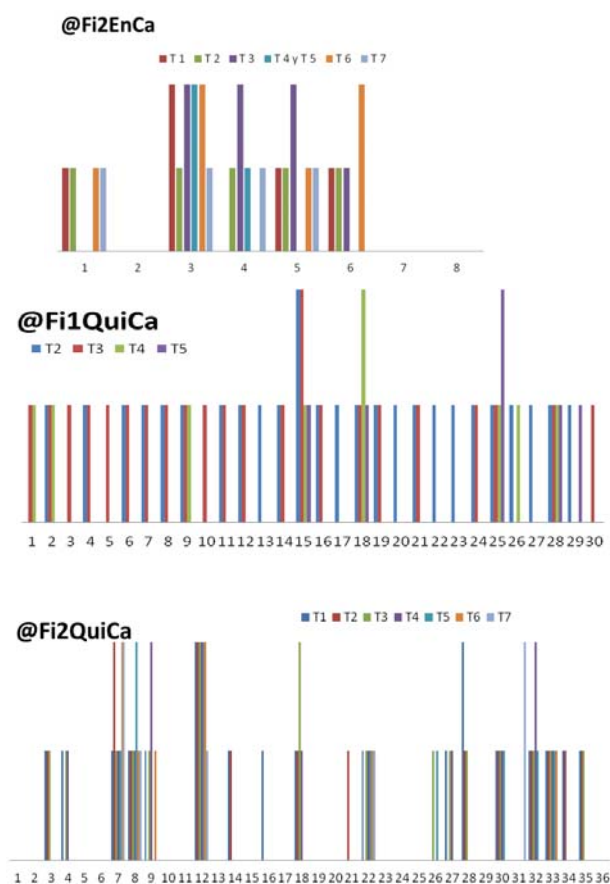 @Fi2EnCa
T1 T2 T3 T4 y T5 T6 T7
1 2 3 4 5 6 7 8
@Fi1QuiCa
T2 T3 T4 T5
1 2 3 4 5 6 7 8 9 10 11 12 13 14 15 16 17 18 19 20 21 22 23 24 25 26 27 28 29 30
T1 T2 T3 T4 T5 T6 T7
@Fi2QuiCa
1 2 3 4 5 6 7 8 9 10 11 12 13 14 15 16 17 18 19 20 21 22 23 24 25 26 27 28 29 30 31 32 33 34 35 36